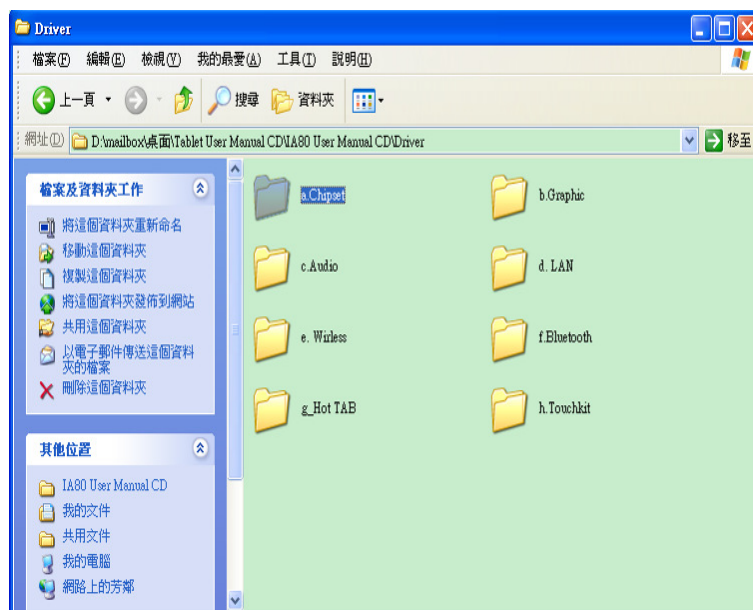 Driver
檔案(F) 編輯(E) 檢視(V) 我的最愛(A) 工具(T) 說明(H)
上一頁 搜尋 資料夾
網址(D) D:\mailbox\桌面\Tablet User Manual CD\IA80 User Manual CD\Driver 移至
檔案及資料夾工作
將這個資料夾重新命名
移動這個資料夾
複製這個資料夾
將這個資料夾發佈到網站
共用這個資料夾
以電子郵件傳送這個資料
夾的檔案
刪除這個資料夾
其他位置
IA80 User Manual CD
我的文件
共用文件
我的電腦
網路上的芳鄰
a.Chipset b.Graphic
c.Audio d. LAN
e. Wirless f.Bluetooth
g_Hot TAB h.Touchkit